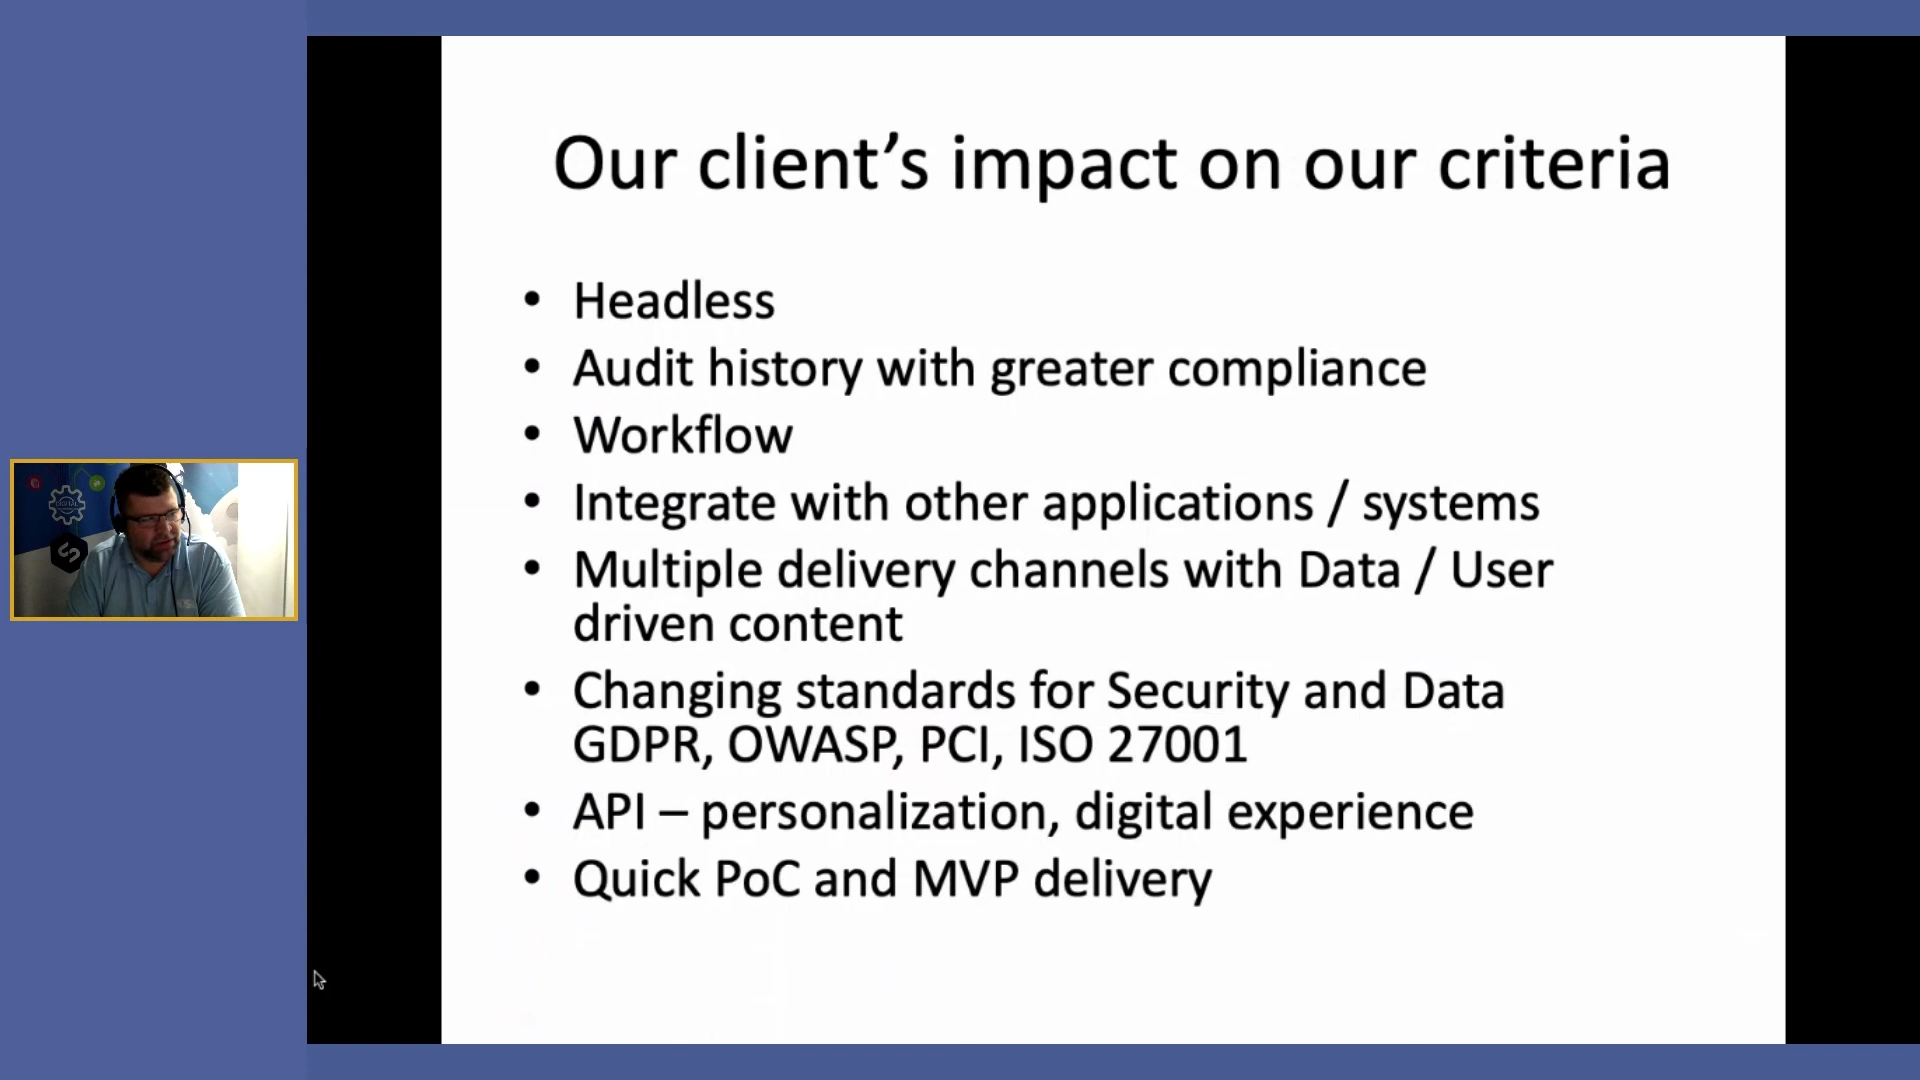 Our client’s impact on our criteria
• Headless
• Audit history with greater compliance
• Workflow
• Integrate with other applications / systems
• Multiple delivery channels with Data / User
driven content
• Changing standards for Security and Data
GDPR, OWASP, PCI, ISO 27001
• API – personalization, digital experience
• Quick PoC and MVP delivery